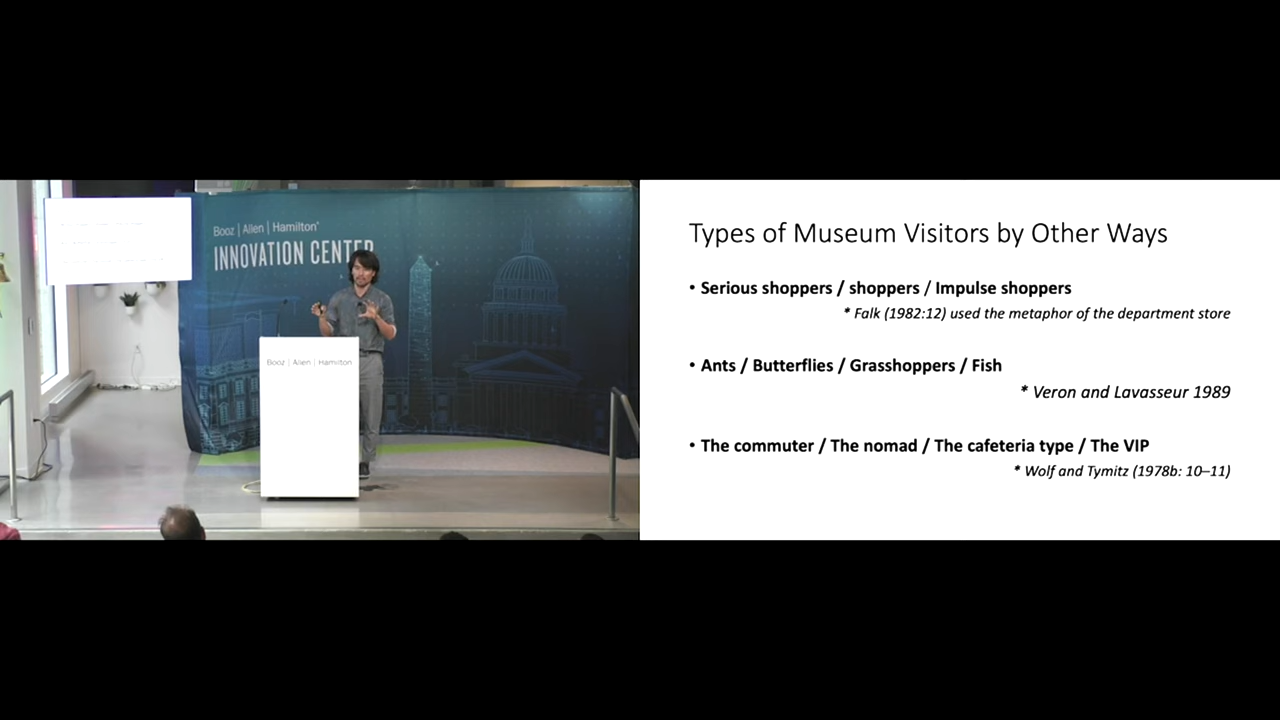 Booz | Allen | Hamilton®
INNOVATION CENTER
Booz | Allen | Hamilton
Types of Museum Visitors by Other Ways
• Serious shoppers / shoppers / Impulse shoppers
* Falk (1982:12) used the metaphor of the department store
• Ants / Butterflies / Grasshoppers / Fish
* Veron and Lavasseur 1989
• The commuter / The nomad / The cafeteria type / The VIP
* Wolf and Tymitz (1978b: 10–11)